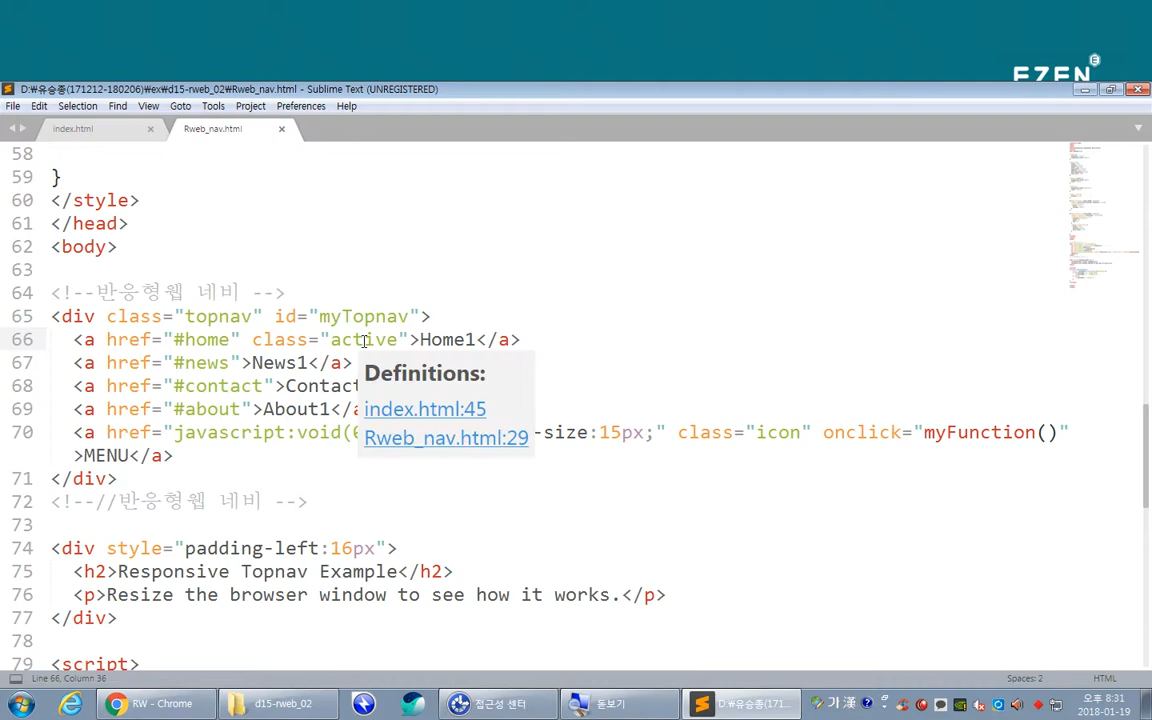 EZEN
D:₩유승종(171212-180206)₩ex₩d15-rweb_02₩Rweb_nav.html - Sublime Text (UNREGISTERED)
File Edit Selection Find View Goto Tools Project Preferences Help
index.html Rweb_nav.html
58
59 }
60 </style>
61 </head>
62 <body>
63
64 <!--반응형웹 네비 -->
65 <div class="topnav" id="myTopnav">
66 <a href="#home" class="active">Home1</a>
67 <a href="#news">News1</a>
68 <a href="#contact">Contact
69 <a href="#about">About1</a
70 <a href="javascript:void( -size:15px;" class="icon" onclick="myFunction()"
>MENU</a>
71 </div>
72 <!--//반응형웹 네비 -->
73
74 <div style="padding-left:16px">
75 <h2>Responsive Topnav Example</h2>
76 <p>Resize the browser window to see how it works.</p>
77 </div>
78
79 <script>
Definitions:
index.html:45
Rweb_nav.html:29
Line 66, Column 36 Spaces: 2 HTML
RW - Chrome d15-rweb_02 접근성 센터 돋보기 D:₩유승종(171... 가 漢 오후 8:31
2018-01-19